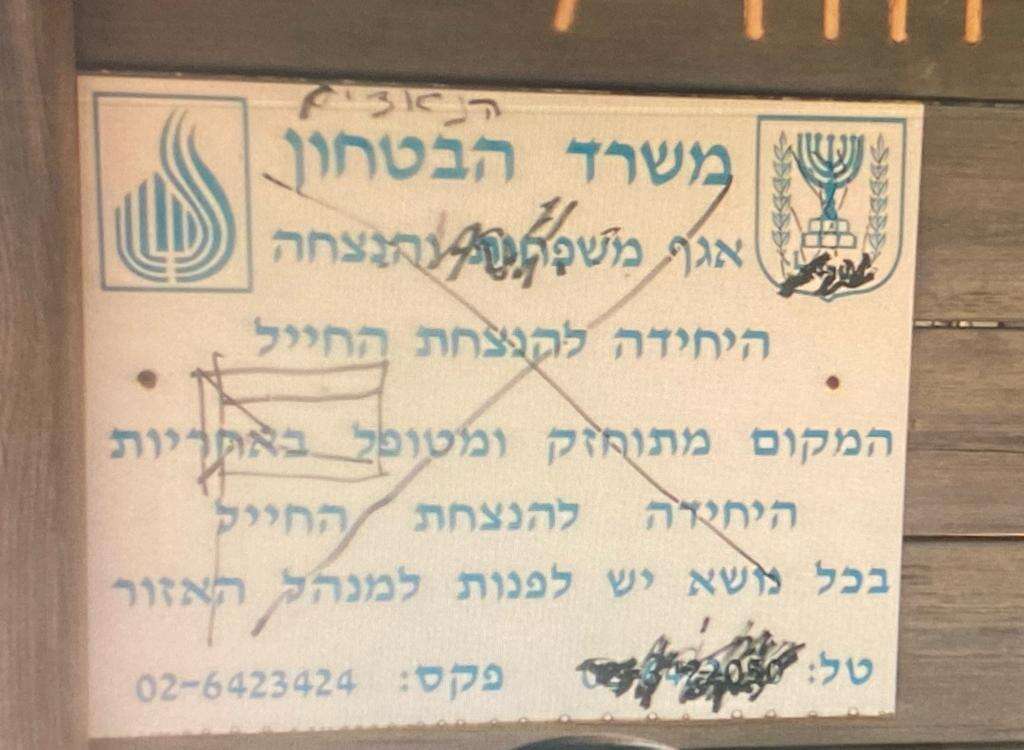 הנאצים
משרד הבטחון
אגף משפחות והנצחה
היחידה להנצחת החייל
המקום מתוחזק ומטופל באחריות
היחידה להנצחת החייל
בכל נושא יש לפנות למנהל האזור
טל: פקס: 02-6423424